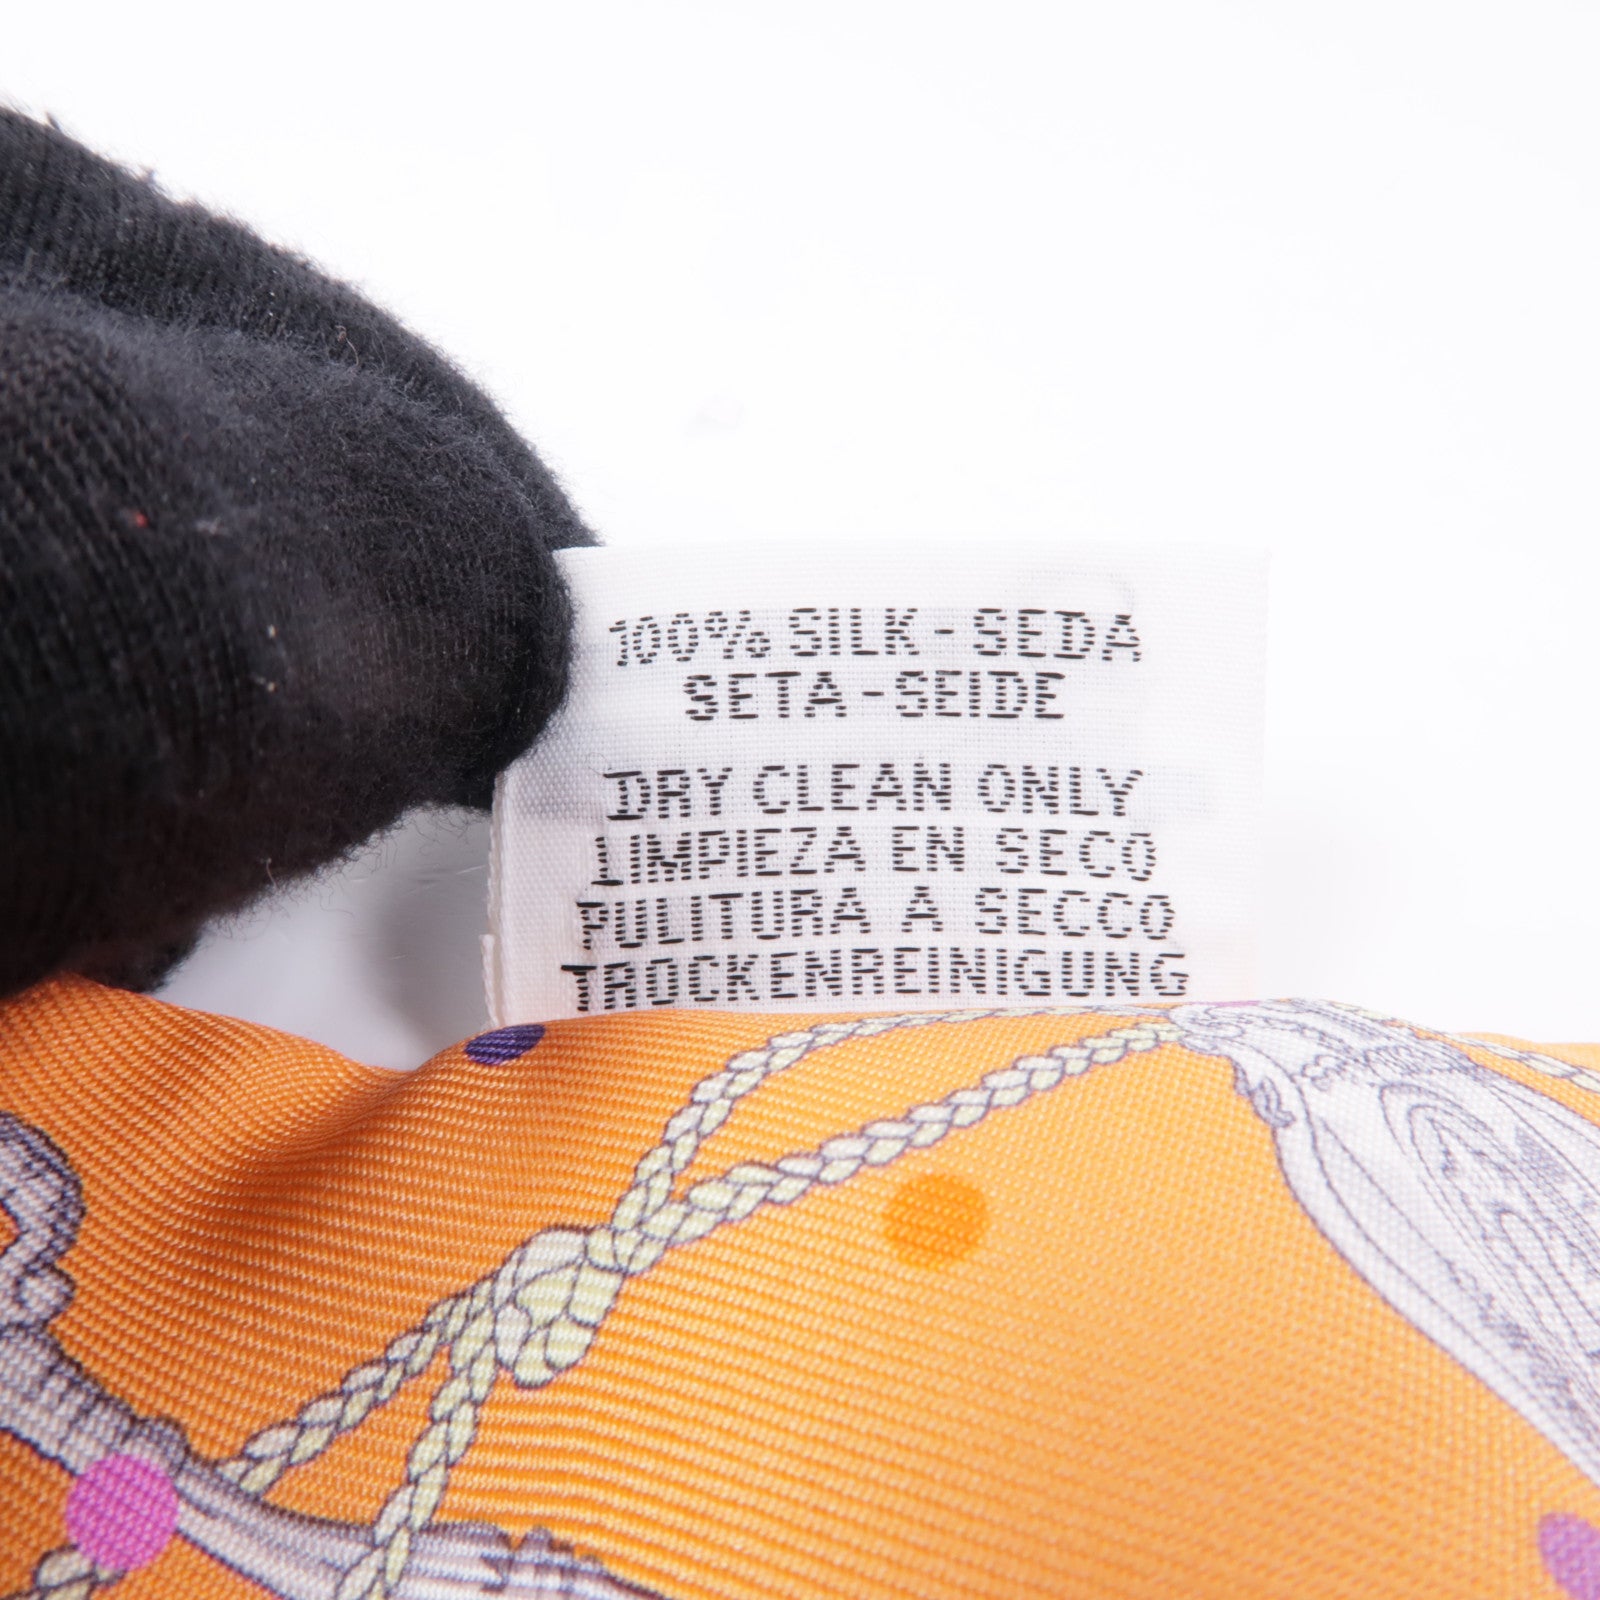 100% SILK - SEDA
SETA - SEIDE
DRY CLEAN ONLY
LIMPIEZA EN SECO
PULITURA A SECCO
TROCKENREINIGUNG